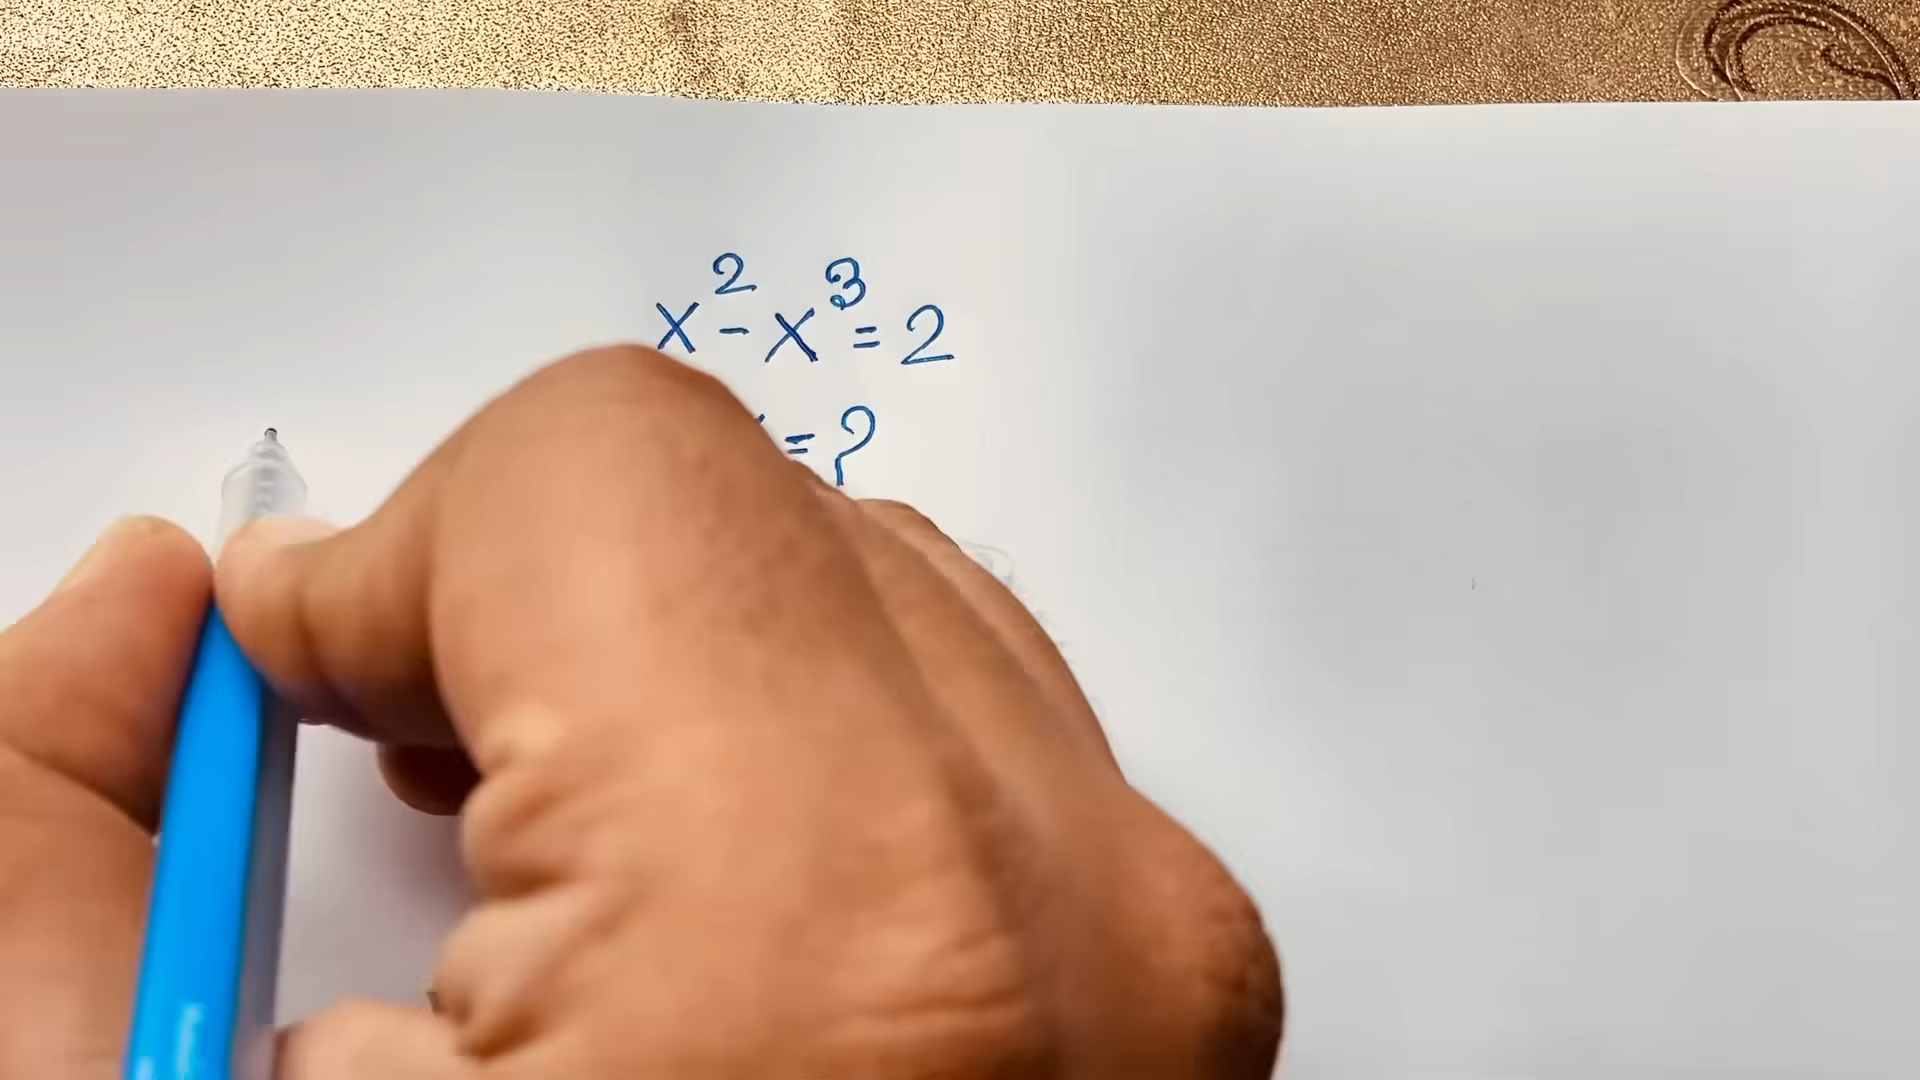 x² - x³ = 2
= ?